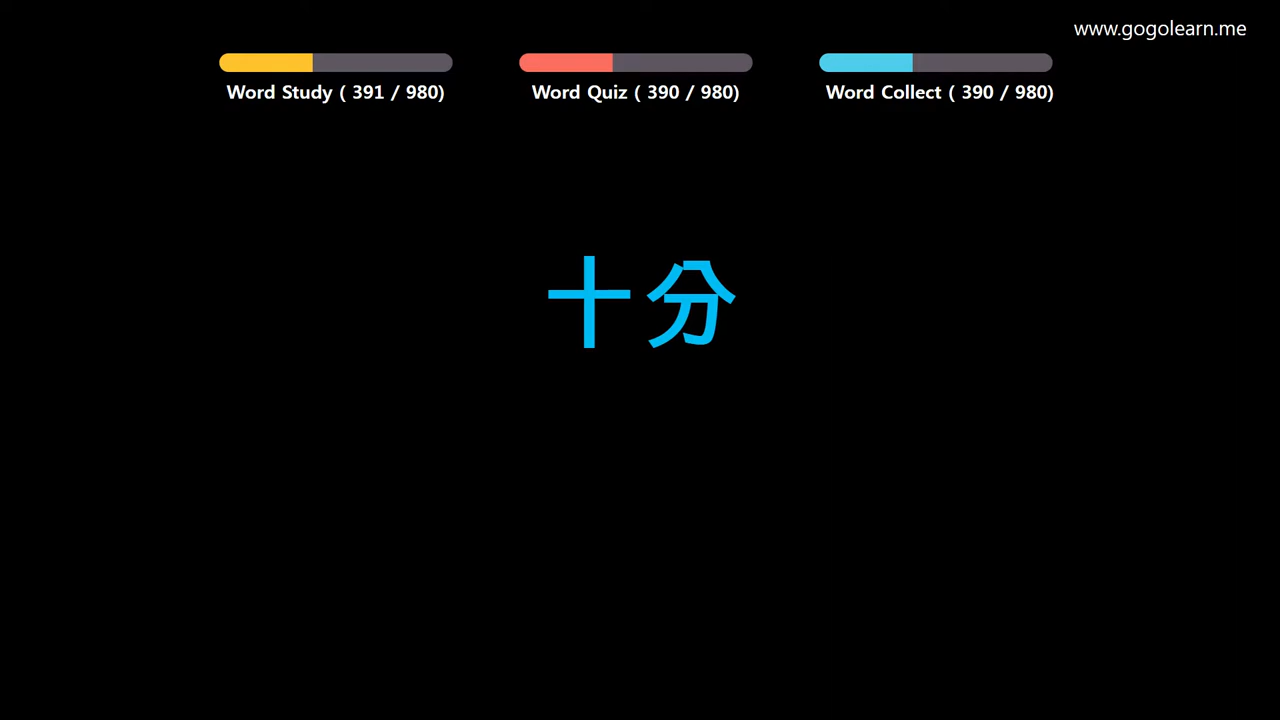 www.gogolearn.me
Word Study ( 391 / 980)
Word Quiz ( 390 / 980)
Word Collect ( 390 / 980)
十分